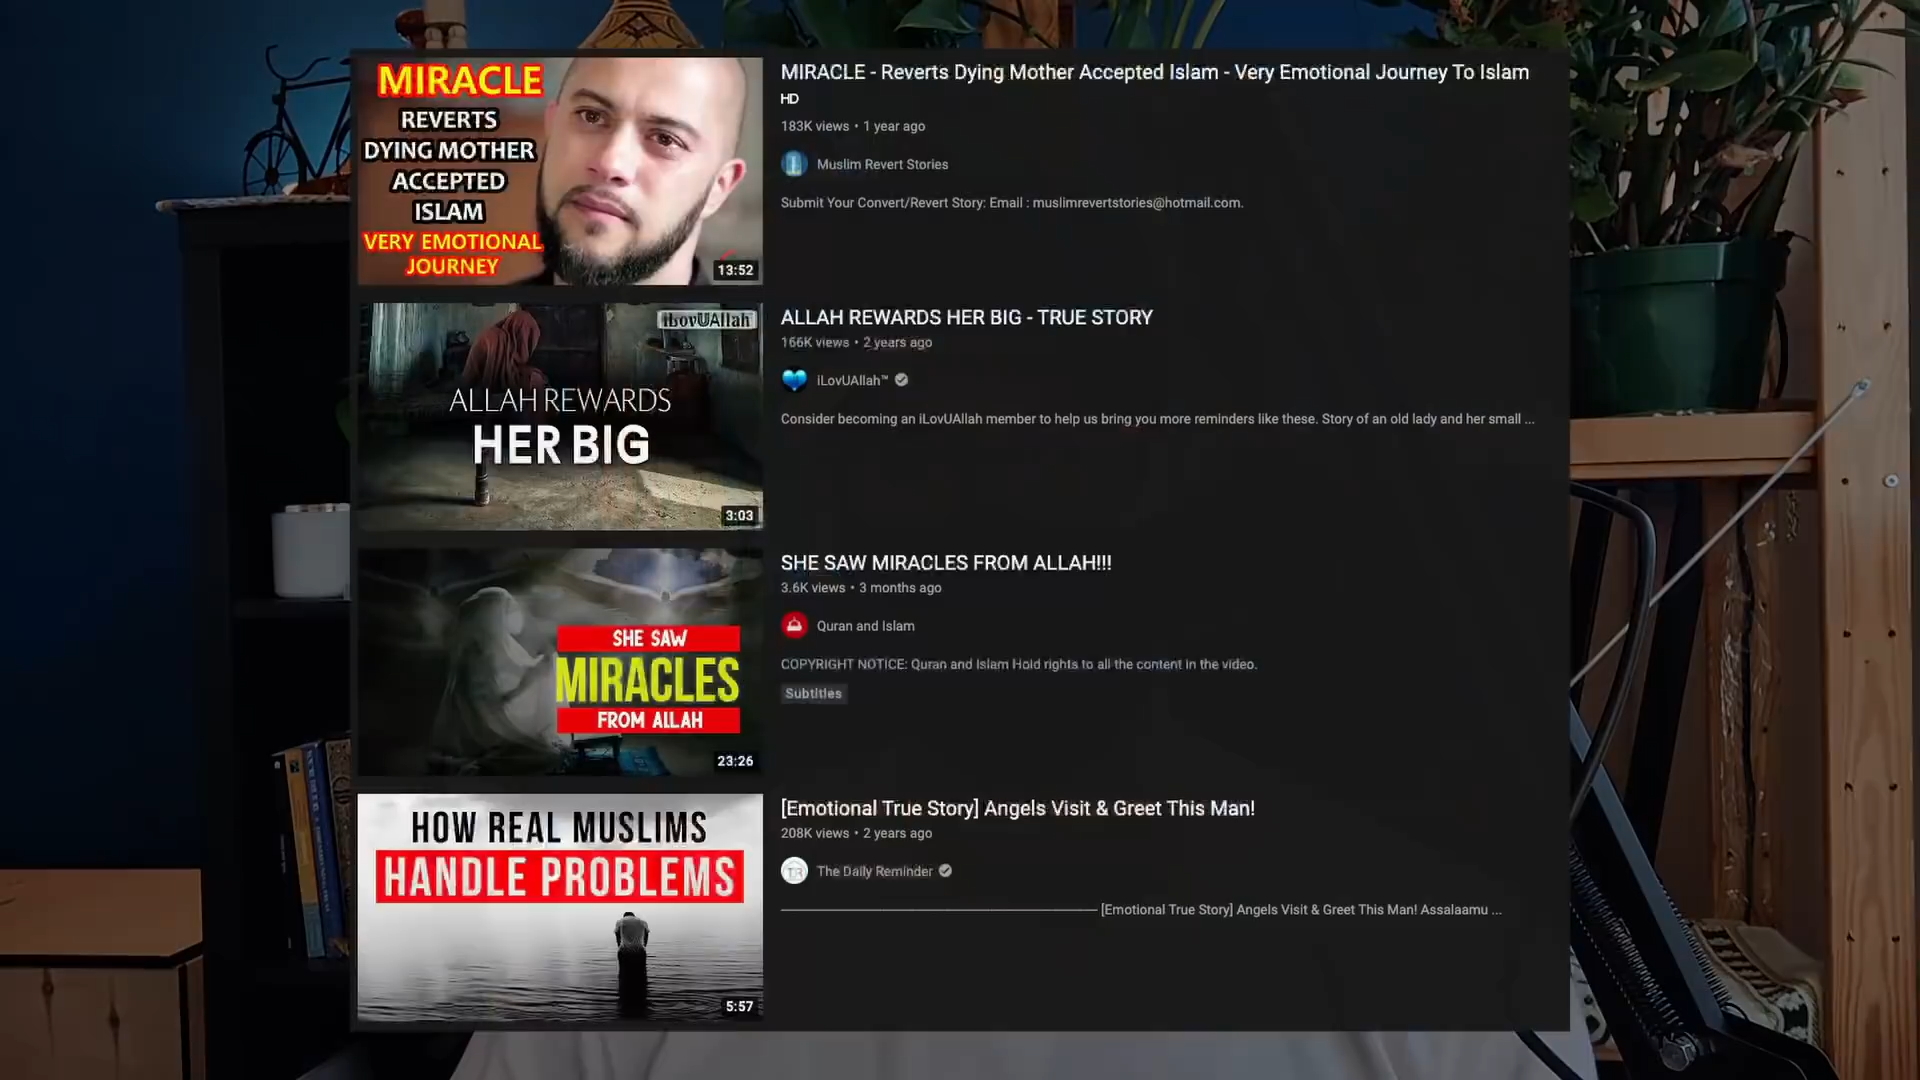 MIRACLE
REVERTS
DYING MOTHER
ACCEPTED
ISLAM
VERY EMOTIONAL
JOURNEY
13:52
MIRACLE - Reverts Dying Mother Accepted Islam - Very Emotional Journey To Islam
HD
183K views • 1 year ago
Muslim Revert Stories
Submit Your Convert/Revert Story: Email : muslimrevertstories@hotmail.com.
iLovUAllah
ALLAH REWARDS
HER BIG
3:03
ALLAH REWARDS HER BIG - TRUE STORY
166K views • 2 years ago
iLovUAllah™
Consider becoming an iLovUAllah member to help us bring you more reminders like these. Story of an old lady and her small ...
SHE SAW
MIRACLES
FROM ALLAH
23:26
SHE SAW MIRACLES FROM ALLAH!!!
3.6K views • 3 months ago
Quran and Islam
COPYRIGHT NOTICE: Quran and Islam Hold rights to all the content in the video.
Subtitles
HOW REAL MUSLIMS
HANDLE PROBLEMS
5:57
[Emotional True Story] Angels Visit & Greet This Man!
208K views • 2 years ago
The Daily Reminder
[Emotional True Story] Angels Visit & Greet This Man! Assalaamu ...